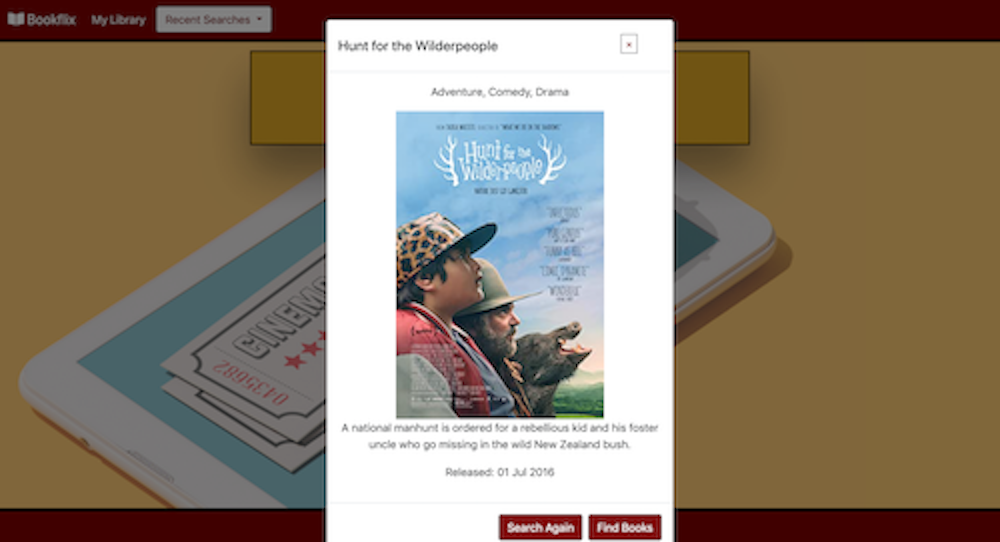 Bookflix
My Library
Recent Searches
Hunt for the Wilderpeople
×
Adventure, Comedy, Drama
Hunt for the
Wilderpeople
CINEMA
0435682
A national manhunt is ordered for a rebellious kid and his foster
uncle who go missing in the wild New Zealand bush.
Released: 01 Jul 2016
Search Again
Find Books